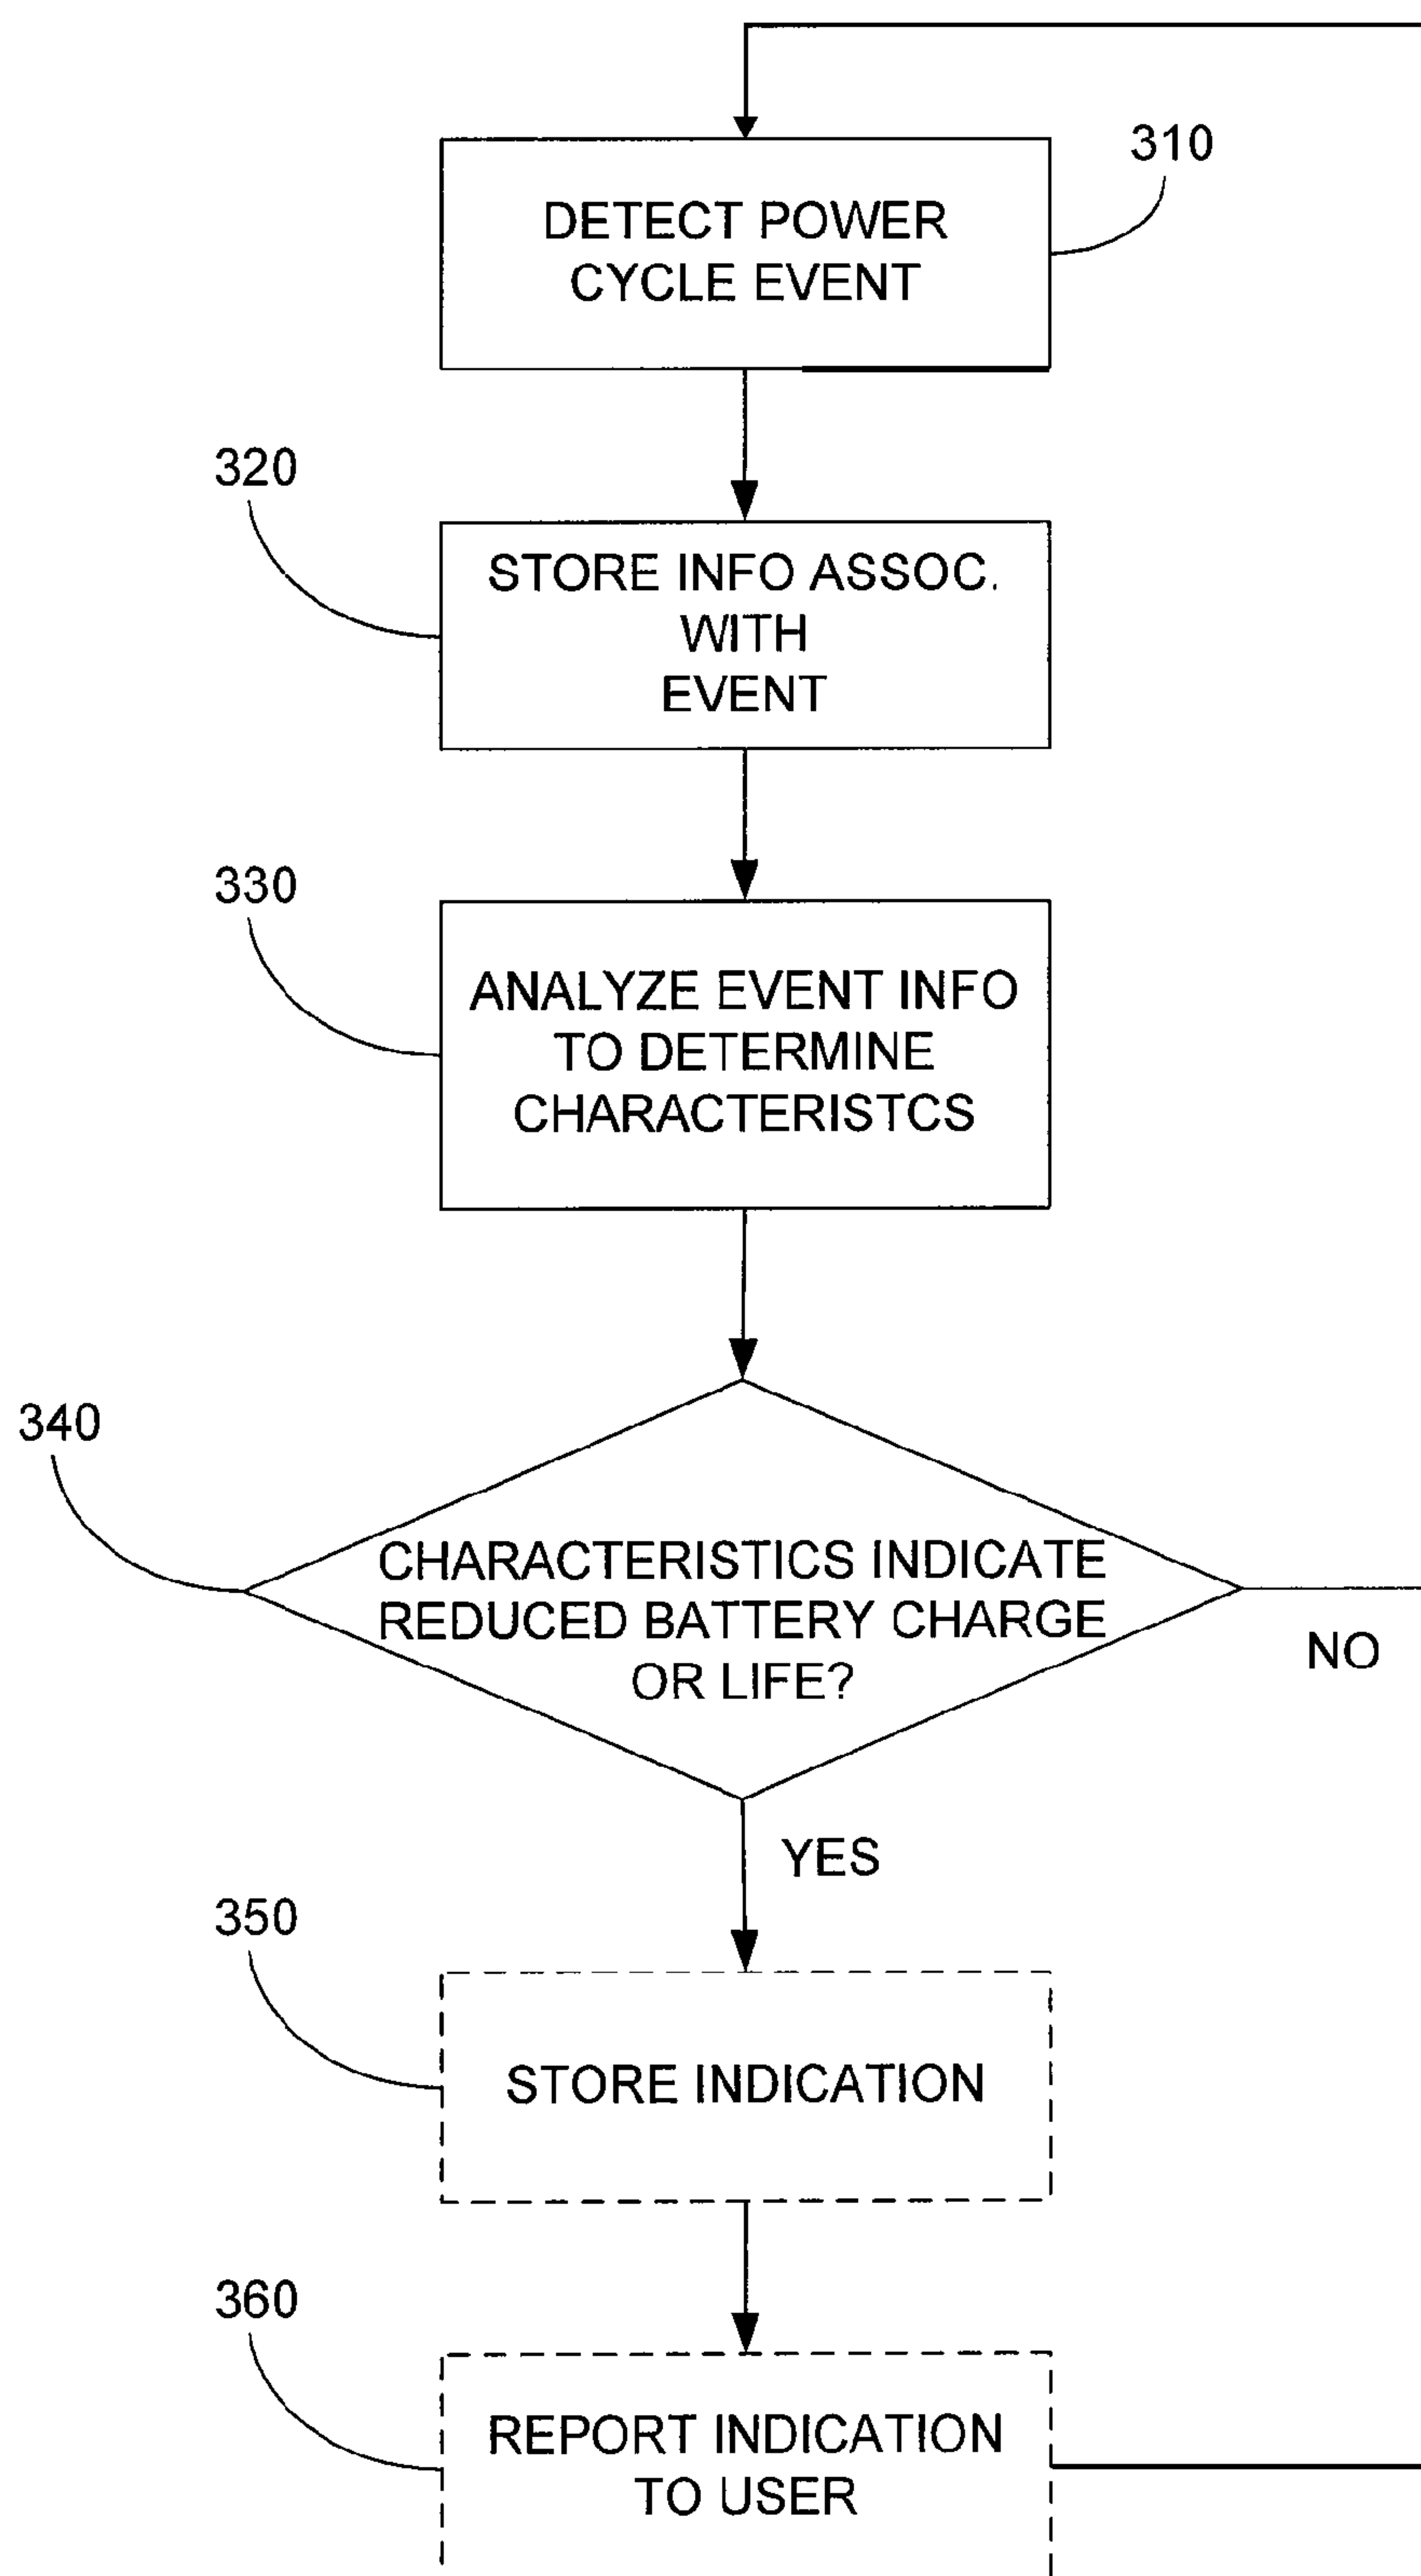 310
DETECT POWER
CYCLE EVENT
320
STORE INFO ASSOC.
WITH
EVENT
330
ANALYZE EVENT INFO
TO DETERMINE
CHARACTERISTCS
340
CHARACTERISTICS INDICATE
REDUCED BATTERY CHARGE
OR LIFE?
NO
YES
350
STORE INDICATION
360
REPORT INDICATION
TO USER